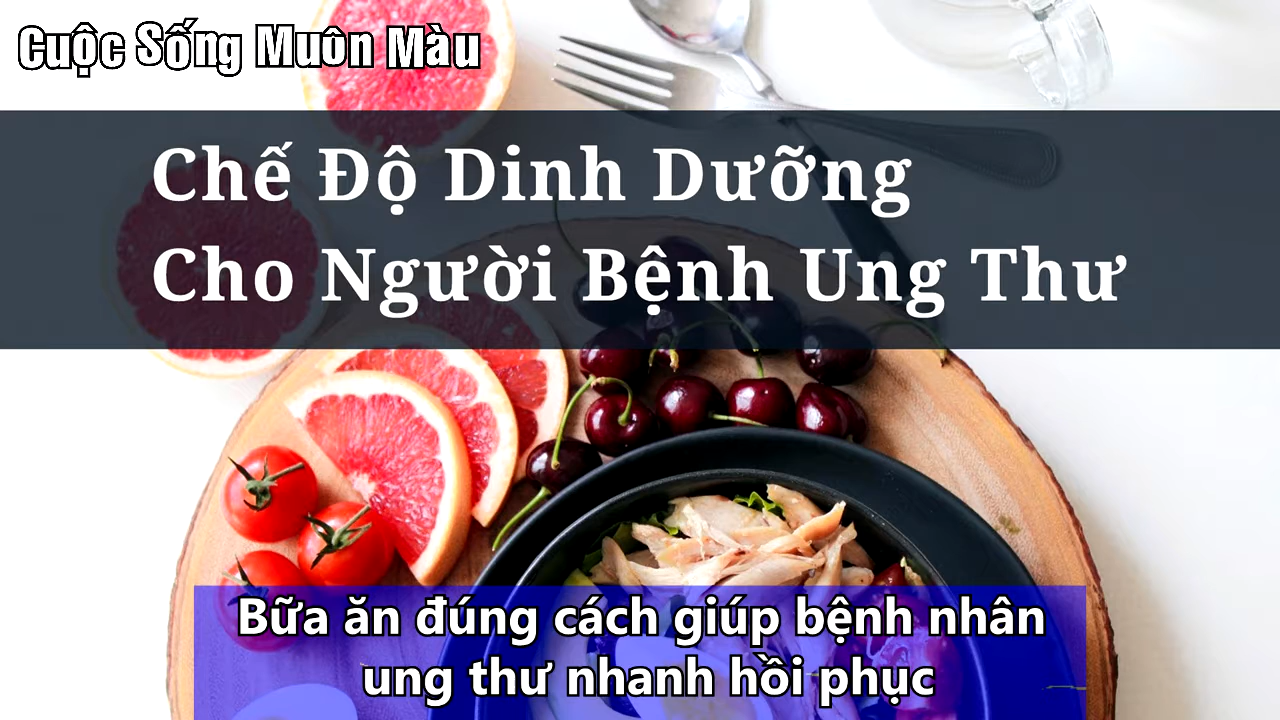 Cuộc Sống Muôn Màu
Chế Độ Dinh Dưỡng
Cho Người Bệnh Ung Thư
Bữa ăn đúng cách giúp bệnh nhân
ung thư nhanh hồi phục